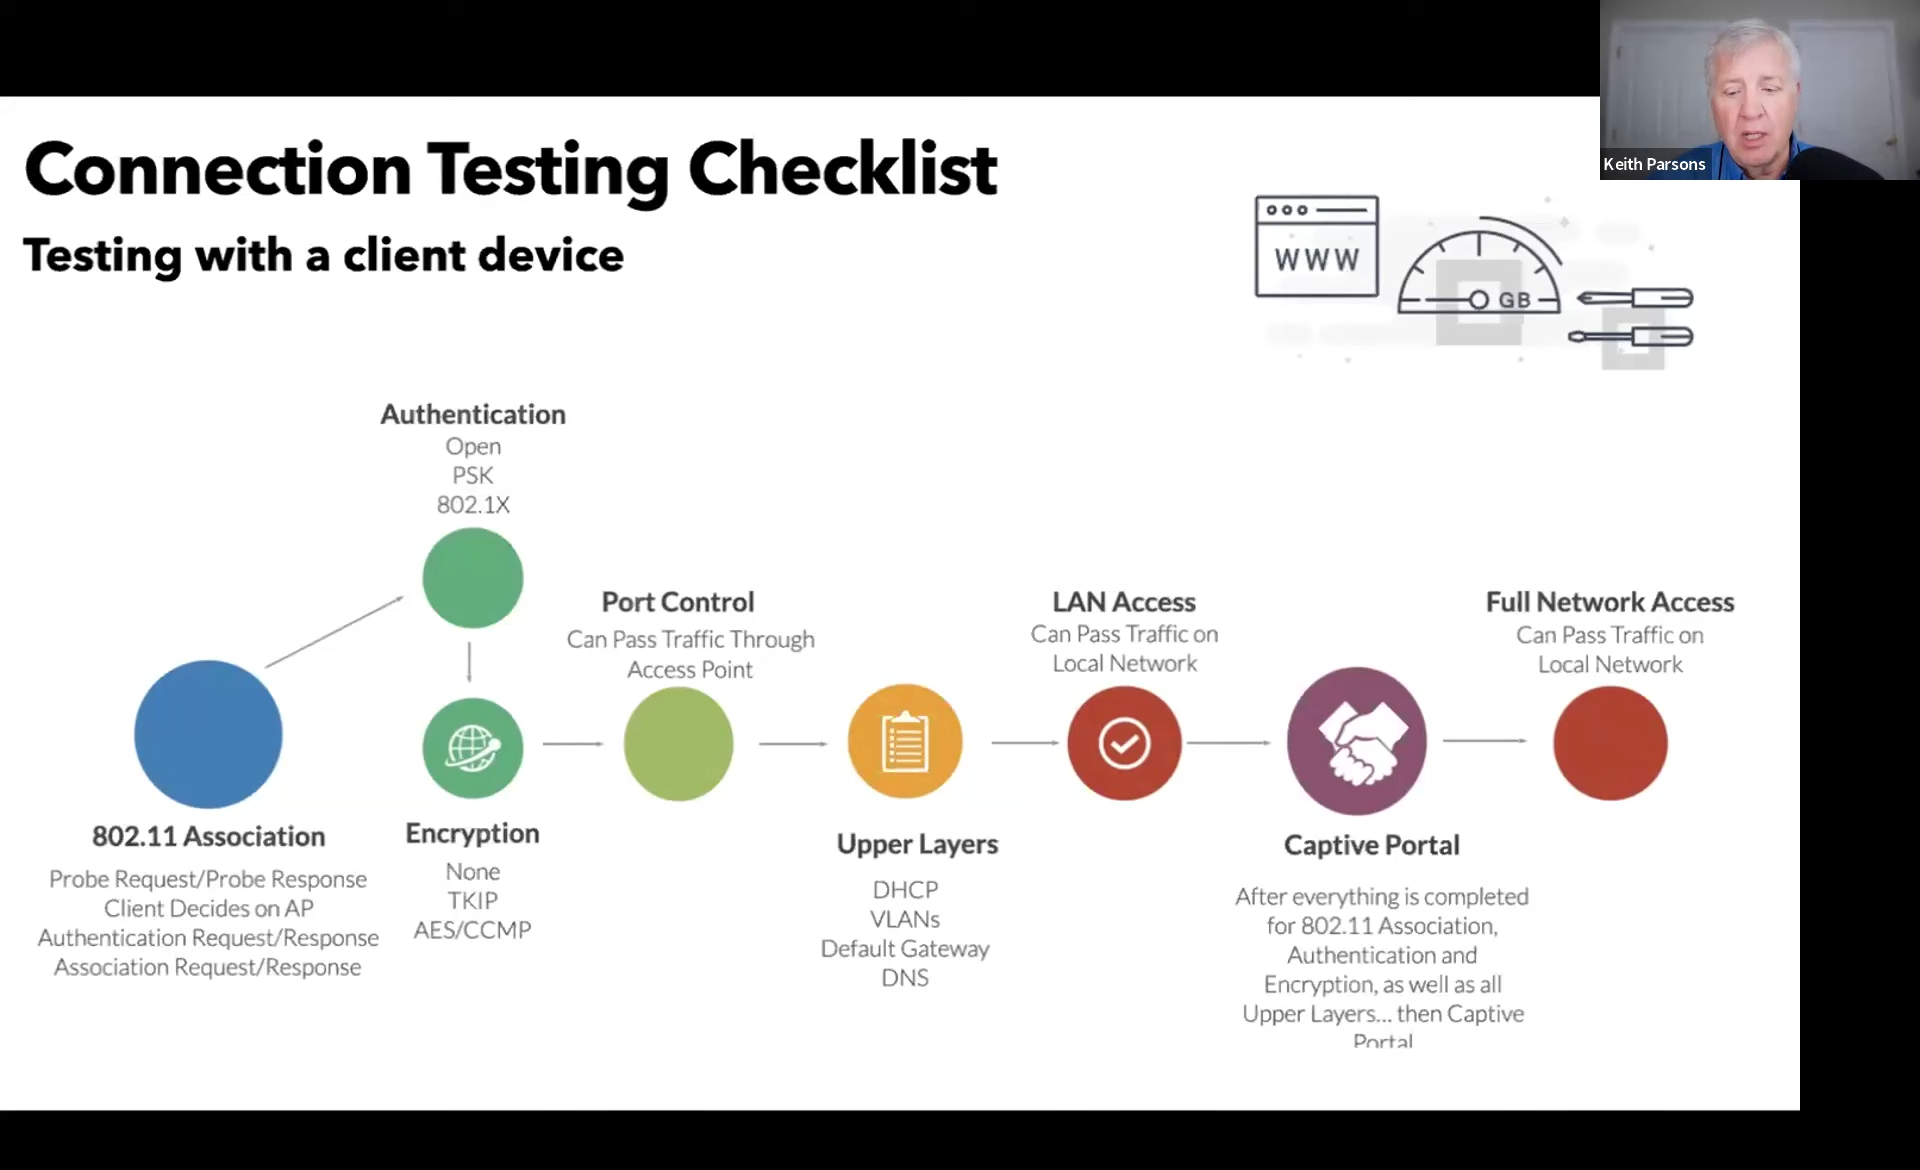 Keith Parsons
Connection Testing Checklist
Testing with a client device
WWW
GB
Authentication
Open
PSK
802.1X
Port Control
Can Pass Traffic Through
Access Point
LAN Access
Can Pass Traffic on
Local Network
Full Network Access
Can Pass Traffic on
Local Network
802.11 Association
Probe Request/Probe Response
Client Decides on AP
Authentication Request/Response
Association Request/Response
Encryption
None
TKIP
AES/CCMP
Upper Layers
DHCP
VLANs
Default Gateway
DNS
Captive Portal
After everything is completed
for 802.11 Association,
Authentication and
Encryption, as well as all
Upper Layers... then Captive
Portal